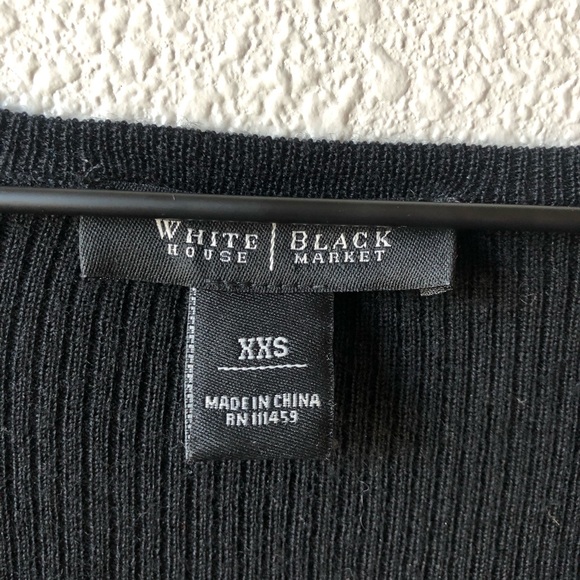 WHITE | BLACK
HOUSE MARKET
XXS
MADE IN CHINA
RN 111459